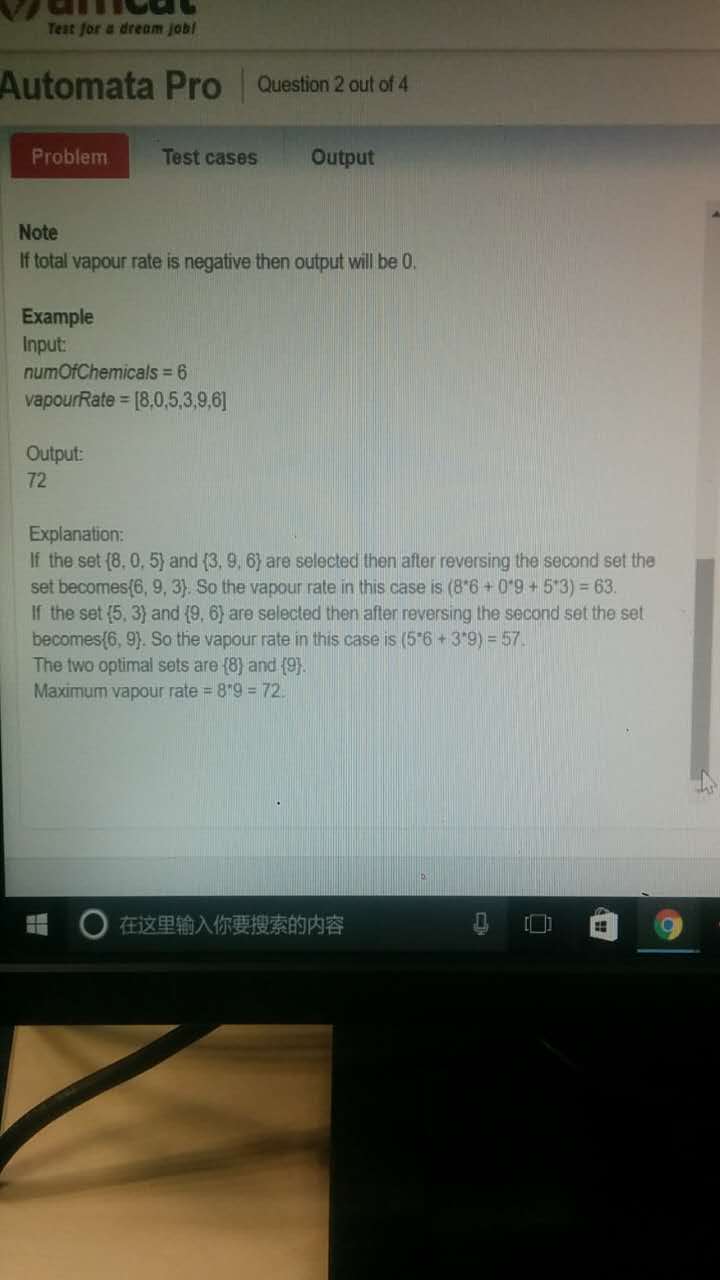 amcat
Test for a dream job!
Automata Pro
Question 2 out of 4
Problem
Test cases
Output
Note
If total vapour rate is negative then output will be 0.
Example
Input:
numOfChemicals = 6
vapourRate = [8,0,5,3,9,6]
Output:
72
Explanation:
If the set {8, 0, 5} and {3, 9, 6} are selected then after reversing the second set the
set becomes{6, 9, 3}. So the vapour rate in this case is (8*6 + 0*9 + 5*3) = 63.
If the set {5, 3} and {9, 6} are selected then after reversing the second set the set
becomes{6, 9}. So the vapour rate in this case is (5*6 + 3*9) = 57.
The two optimal sets are {8} and {9}.
Maximum vapour rate = 8*9 = 72.
在这里输入你要搜索的内容